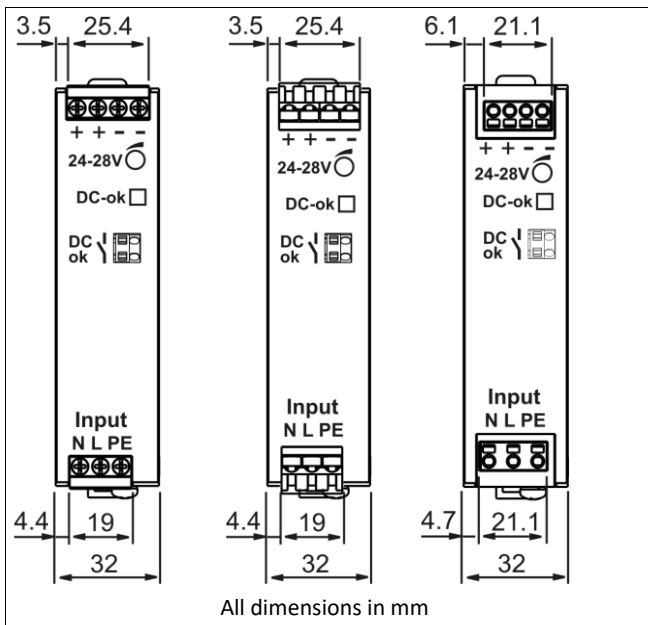 3.5 25.4 3.5 25.4 6.1 21.1
+ + - - + + - - + + - -
24-28V 24-28V 24-28V
DC-ok DC-ok DC-ok
DC DC DC
ok ok ok
Input Input Input
N L PE N L PE N L PE
4.4 19 4.4 19 4.7 21.1
32 32 32
All dimensions in mm